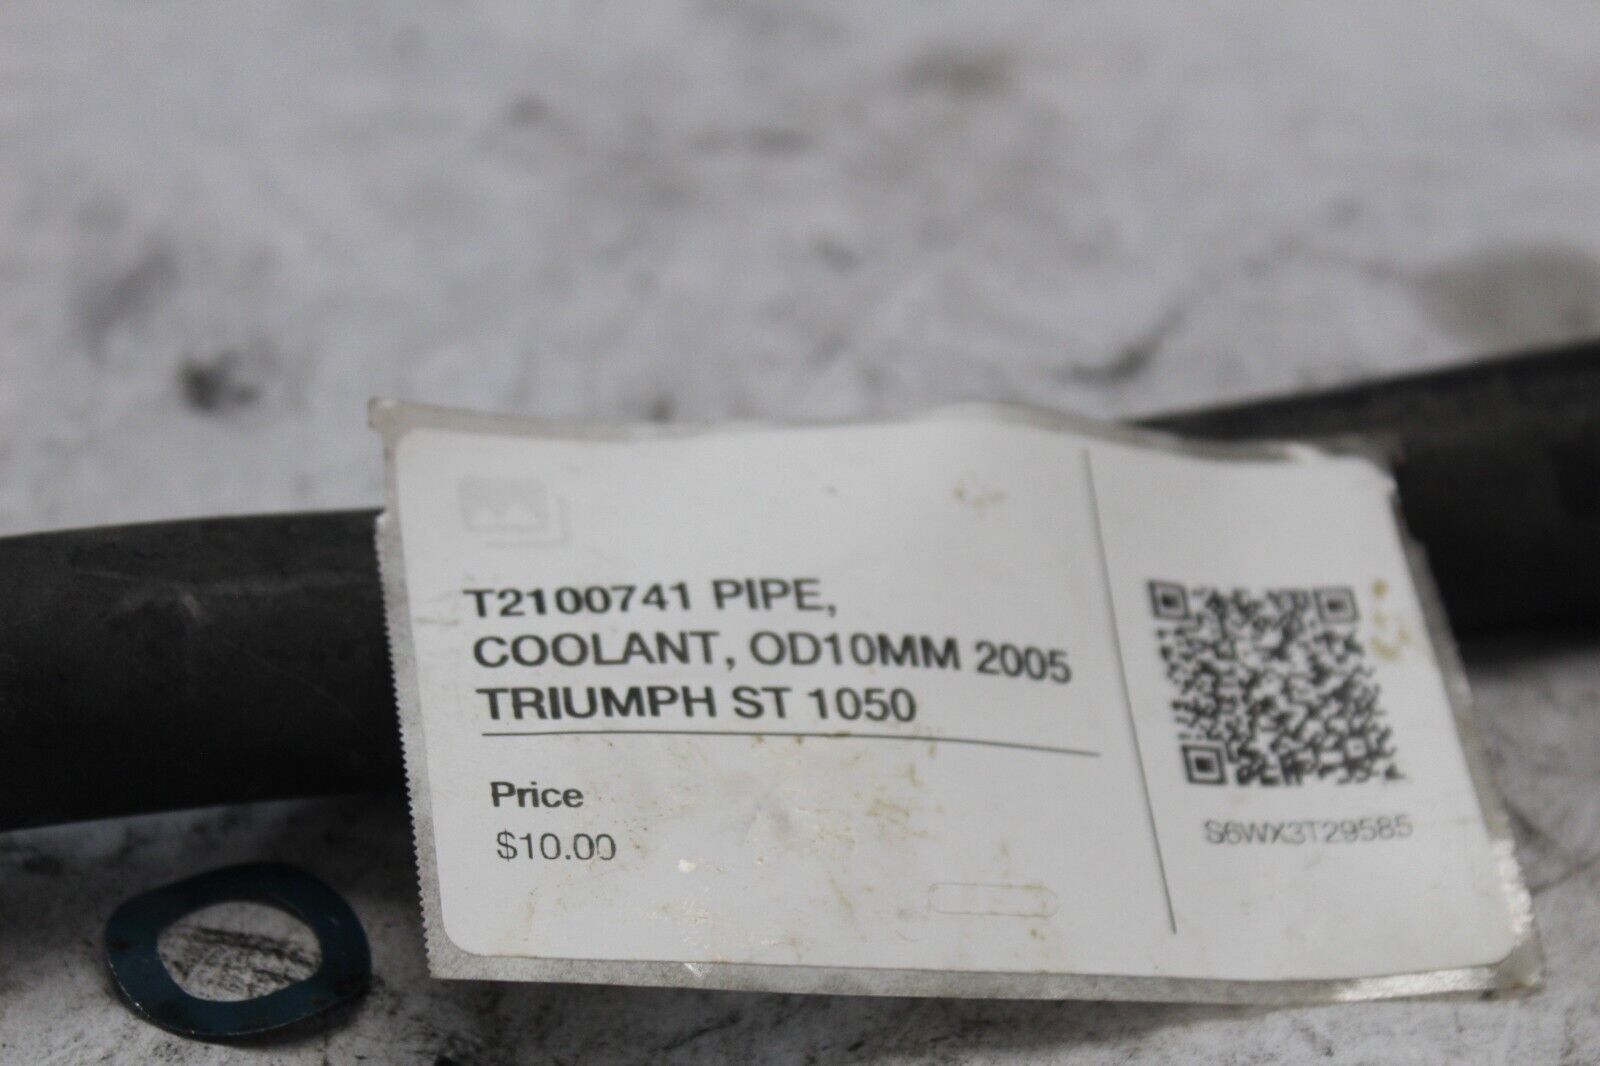 T2100741 PIPE,
COOLANT, OD10MM 2005
TRIUMPH ST 1050
Price
$10.00
S6WX3T29585